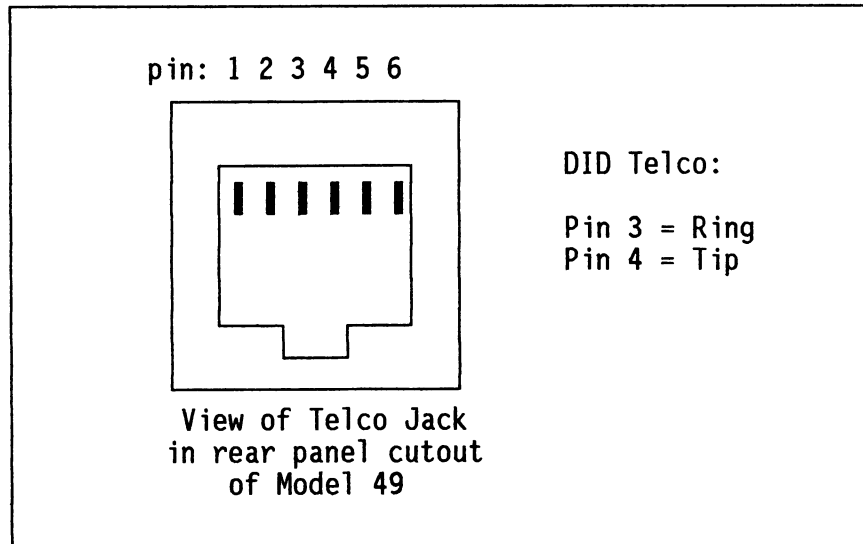 pin: 1 2 3 4 5 6
DID Telco:
Pin 3 = Ring
Pin 4 = Tip
View of Telco Jack
in rear panel cutout
of Model 49